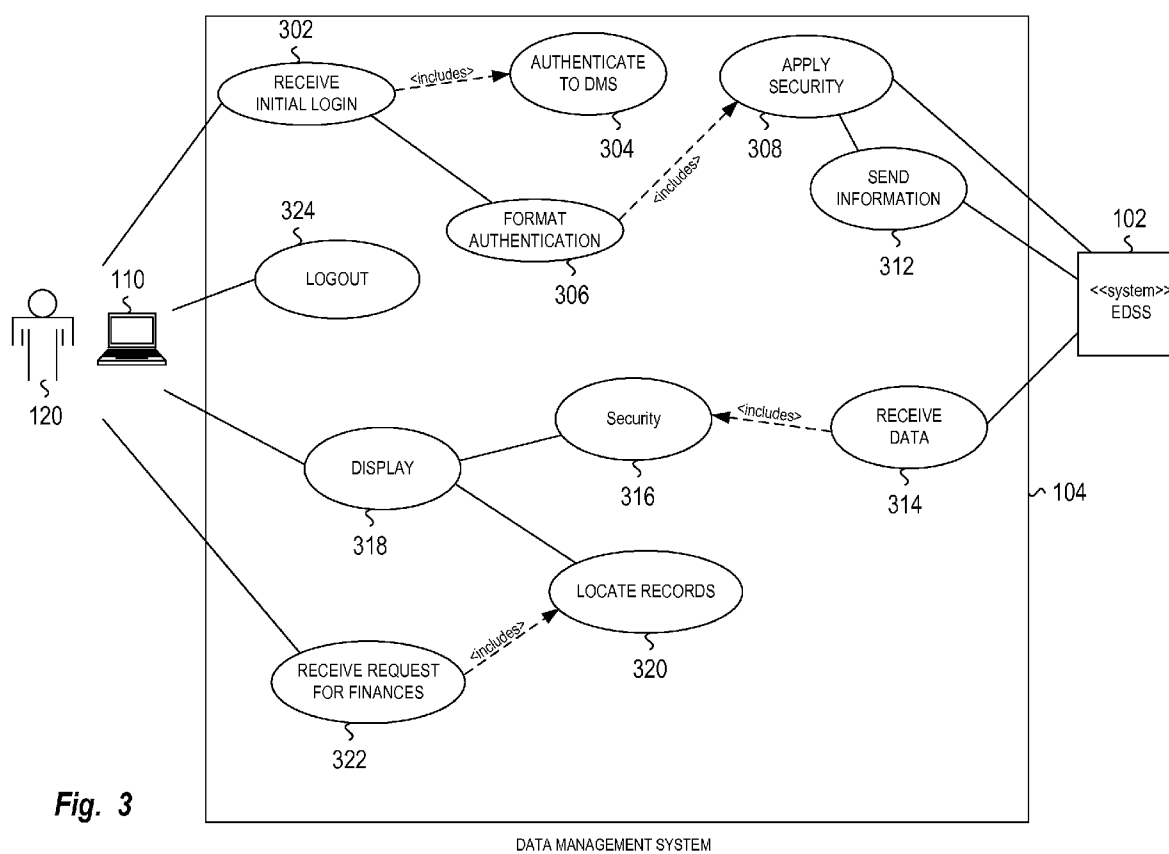 302
RECEIVE
INITIAL LOGIN
<includes>
AUTHENTICATE
TO DMS
304
APPLY
SECURITY
308
<includes>
SEND
INFORMATION
312
FORMAT
AUTHENTICATION
306
324
LOGOUT
110
120
102
<<system>>
EDSS
Security
316
<includes>
RECEIVE
DATA
314
104
DISPLAY
318
LOCATE RECORDS
320
<includes>
RECEIVE REQUEST
FOR FINANCES
322
Fig. 3
DATA MANAGEMENT SYSTEM